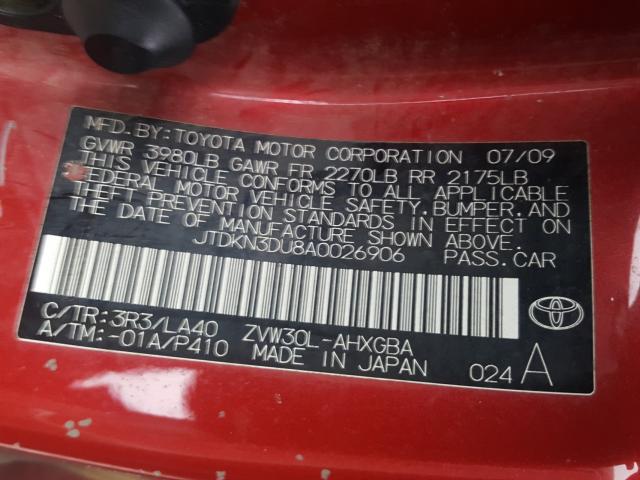 MFD. BY: TOYOTA MOTOR CORPORATION 07/09
GVWR 3980LB GAWR FR 2270LB RR 2175LB
THIS VEHICLE CONFORMS TO ALL APPLICABLE
FEDERAL MOTOR VEHICLE SAFETY, BUMPER, AND
THEFT PREVENTION STANDARDS IN EFFECT ON
THE DATE OF MANUFACTURE SHOWN ABOVE.
JTDKN3DU8A0026906 PASS. CAR
C/TR: 3R3/LA40 ZVW30L-AHXGBA
A/TM: -01A/P410 MADE IN JAPAN 024 A